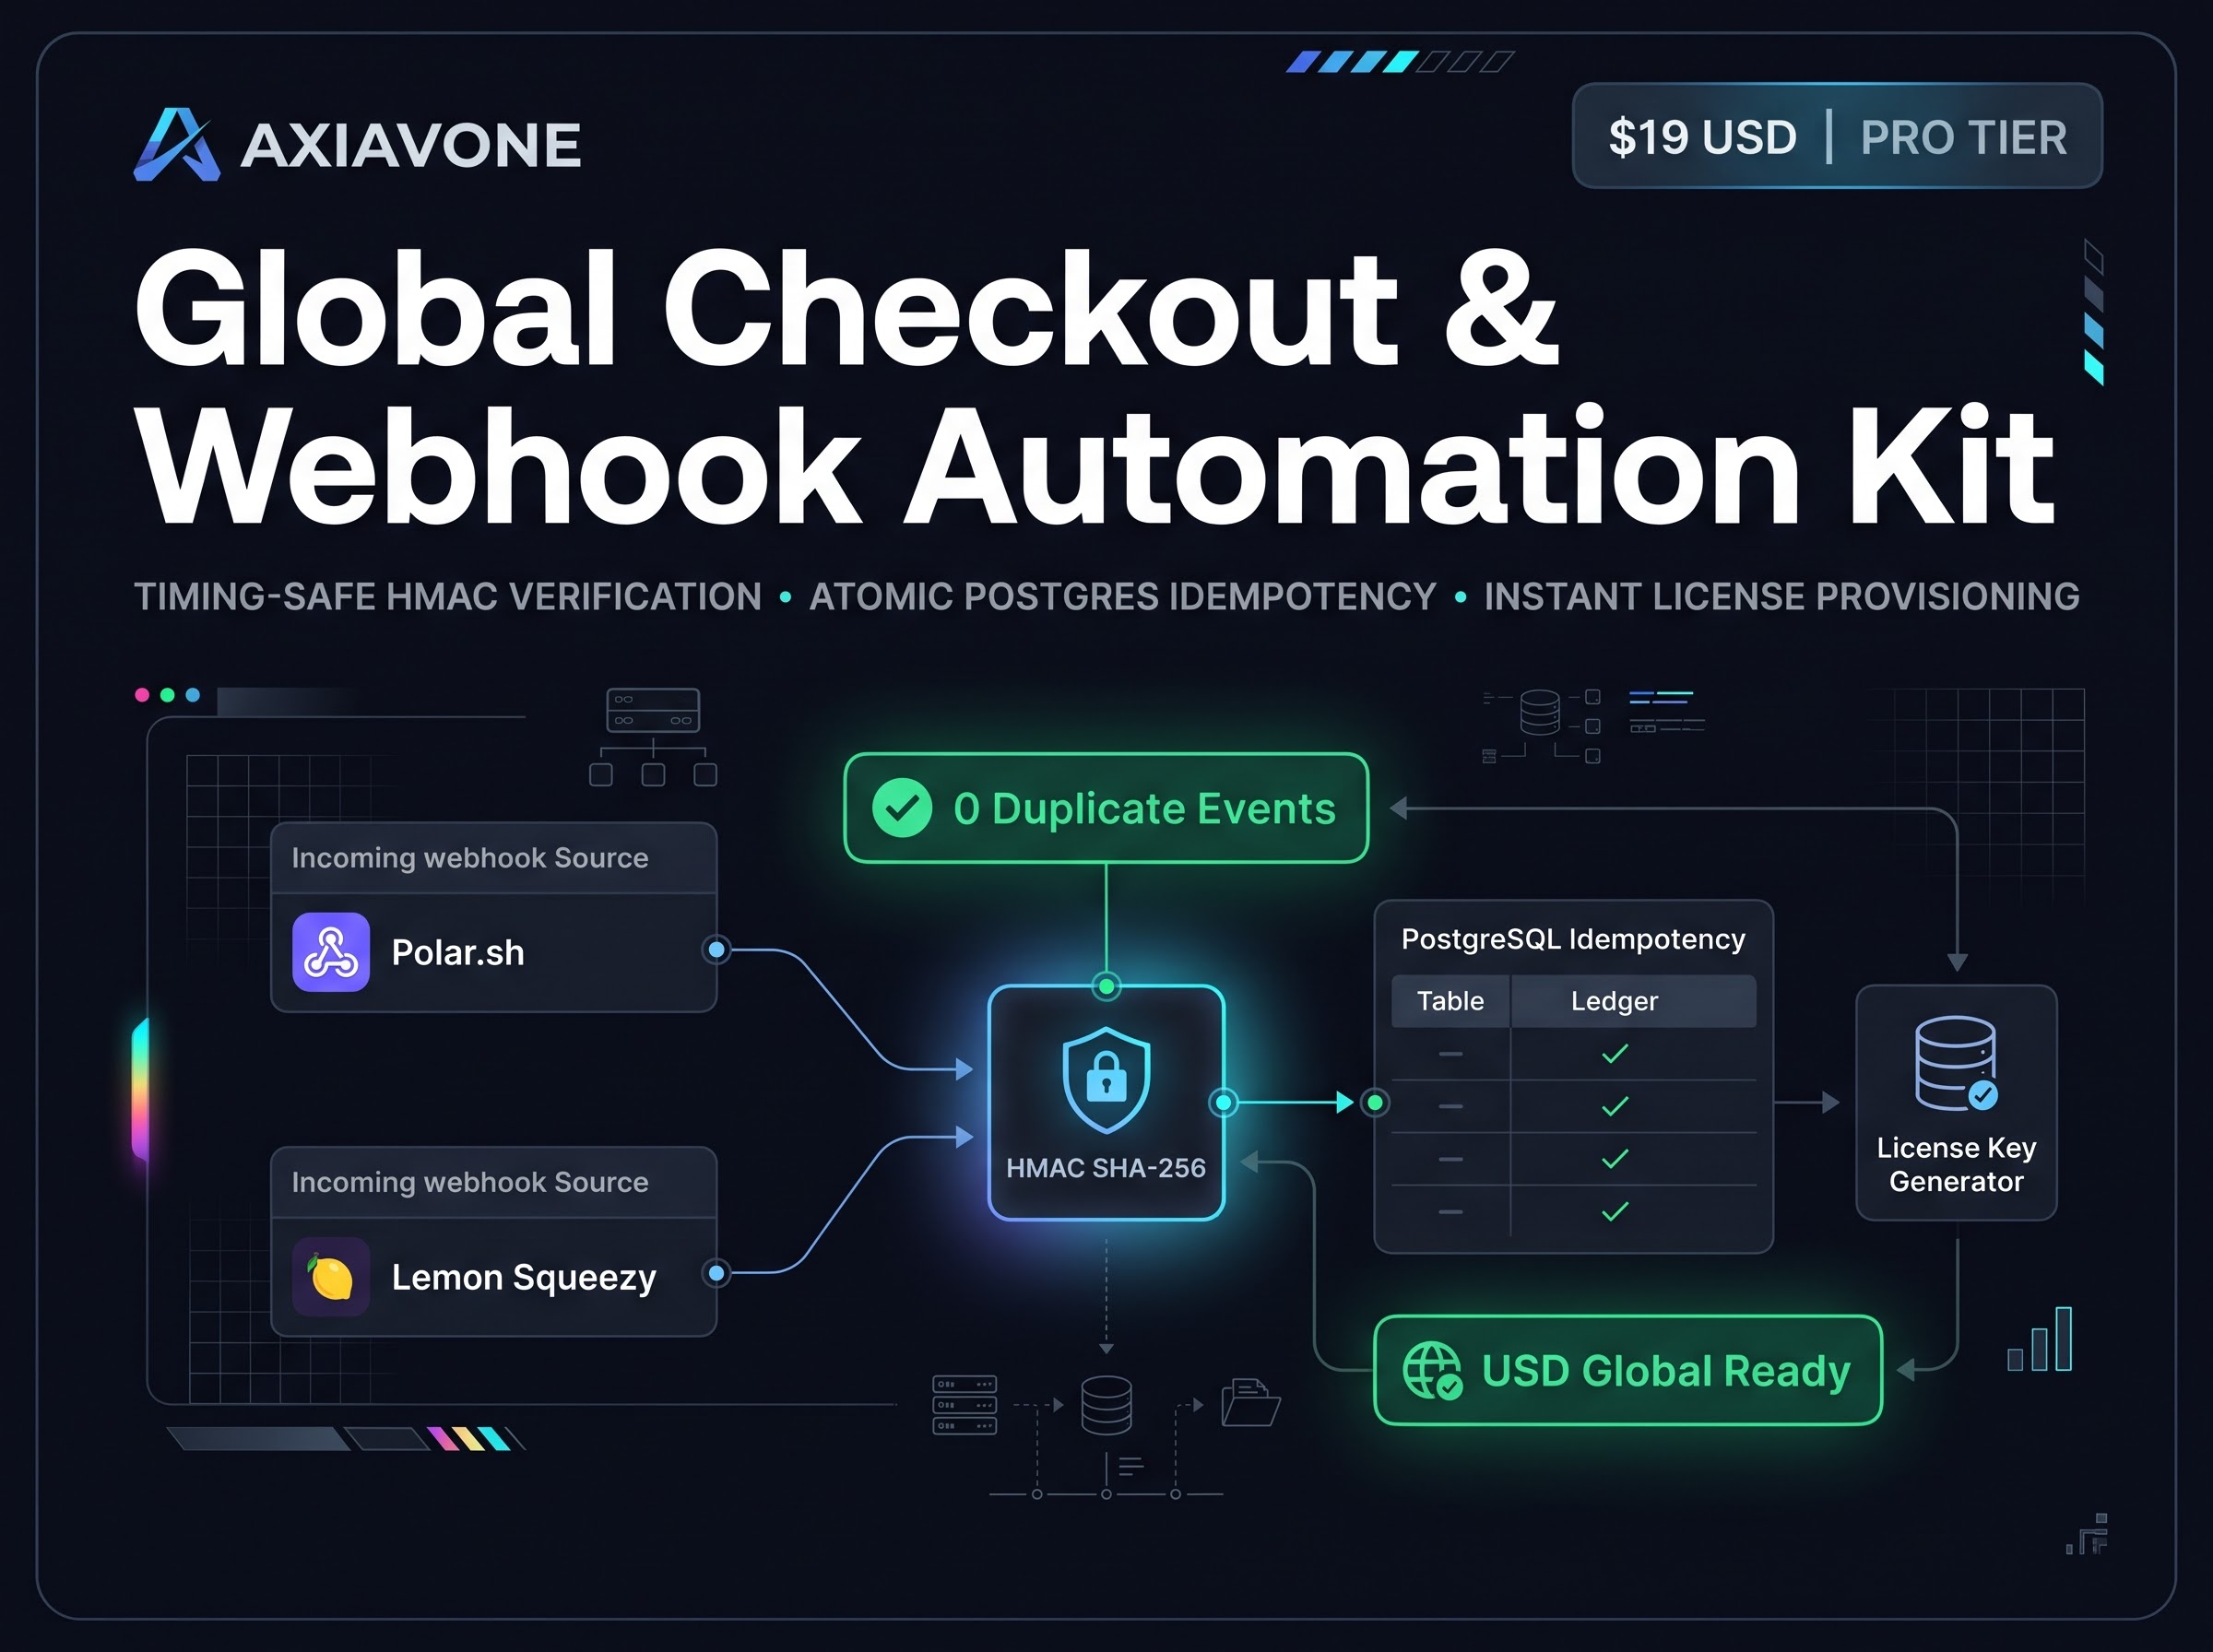 AXIAVONE
$19 USD | PRO TIER
Global Checkout &
Webhook Automation Kit
TIMING-SAFE HMAC VERIFICATION • ATOMIC POSTGRES IDEMPOTENCY • INSTANT LICENSE PROVISIONING
0 Duplicate Events
Incoming webhook Source
Polar.sh
Incoming webhook Source
Lemon Squeezy
HMAC SHA-256
PostgreSQL Idempotency
Table Ledger
License Key
Generator
USD Global Ready